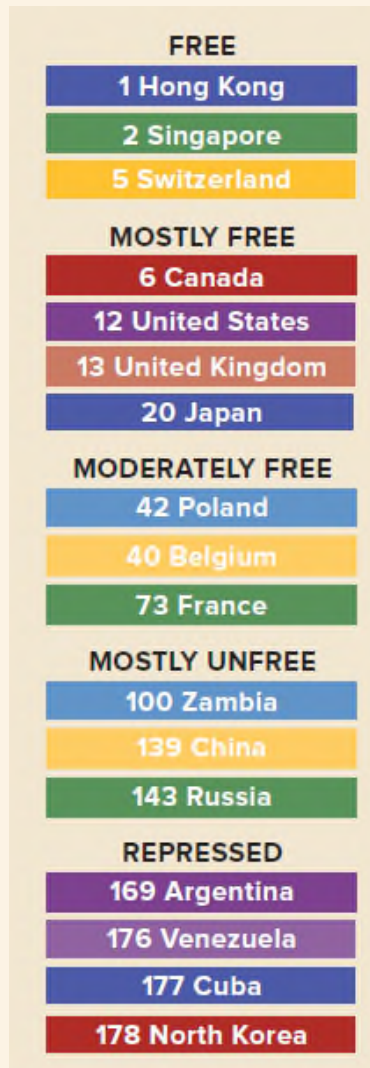 FREE
1 Hong Kong
2 Singapore
5 Switzerland
MOSTLY FREE
6 Canada
12 United States
13 United Kingdom
20 Japan
MODERATELY FREE
42 Poland
40 Belgium
73 France
MOSTLY UNFREE
100 Zambia
139 China
143 Russia
REPRESSED
169 Argentina
176 Venezuela
177 Cuba
178 North Korea